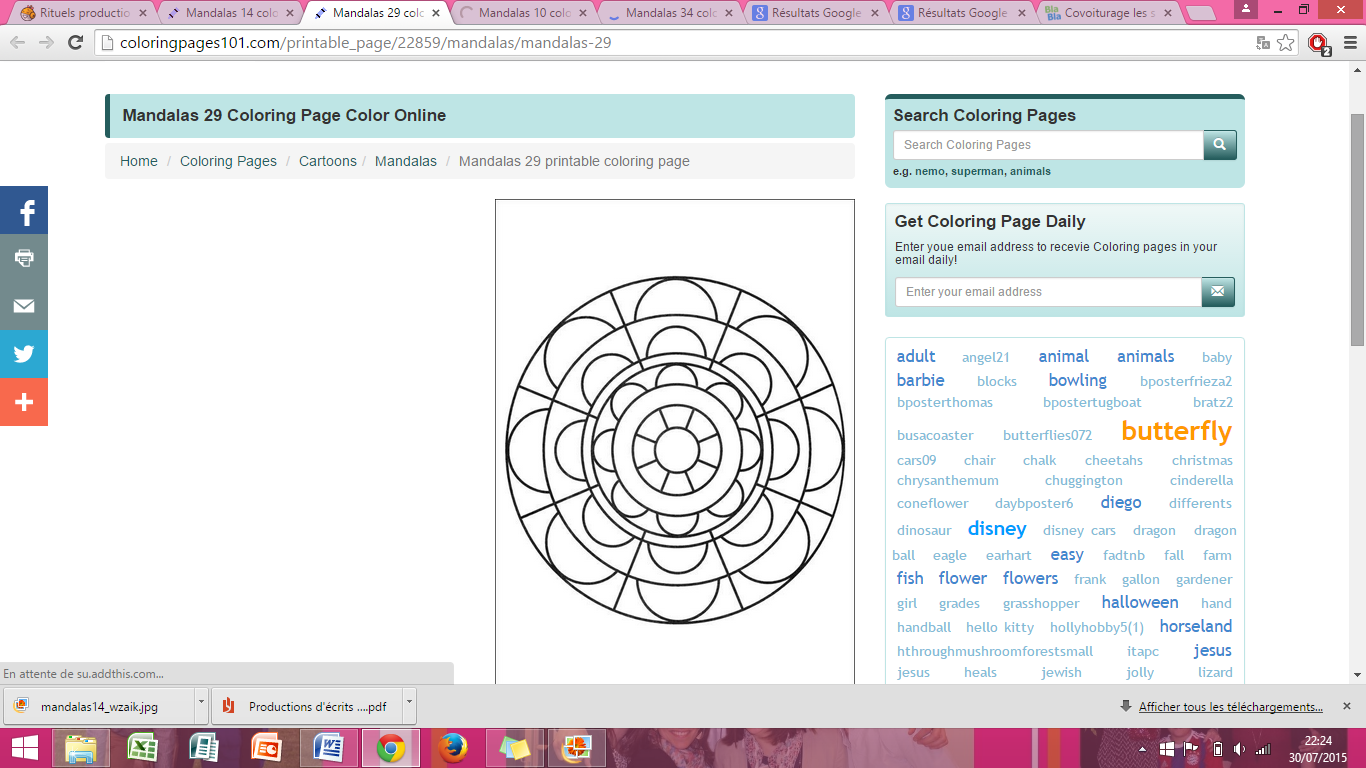 Rituels productio
Mandalas 14 colo
Mandalas 29 colo
Mandalas 10 colo
Mandalas 34 colo
Résultats Google
Résultats Google
Covoiturage les s
coloringpages101.com/printable_page/22859/mandalas/mandalas-29
2
Mandalas 29 Coloring Page Color Online
Home / Coloring Pages / Cartoons / Mandalas / Mandalas 29 printable coloring page
Search Coloring Pages
Search Coloring Pages
e.g. nemo, superman, animals
Get Coloring Page Daily
Enter youe email address to recevie Coloring pages in your
email daily!
Enter your email address
adult angel21 animal animals baby
barbie blocks bowling bposterfrieza2
bposterthomas bpostertugboat bratz2
busacoaster butterflies072 butterfly
cars09 chair chalk cheetahs christmas
chrysanthemum chuggington cinderella
coneflower daybposter6 diego differents
dinosaur disney disney cars dragon dragon
ball eagle earhart easy fadtnb fall farm
fish flower flowers frank gallon gardener
girl grades grasshopper halloween hand
handball hello kitty hollyhobby5(1) horseland
hthroughmushroomforestsmall itapc jesus
jesus heals jewish jolly lizard
En attente de su.addthis.com...
mandalas14_wzaik.jpg
Productions d'écrits ....pdf
Afficher tous les téléchargements...
22:24
30/07/2015